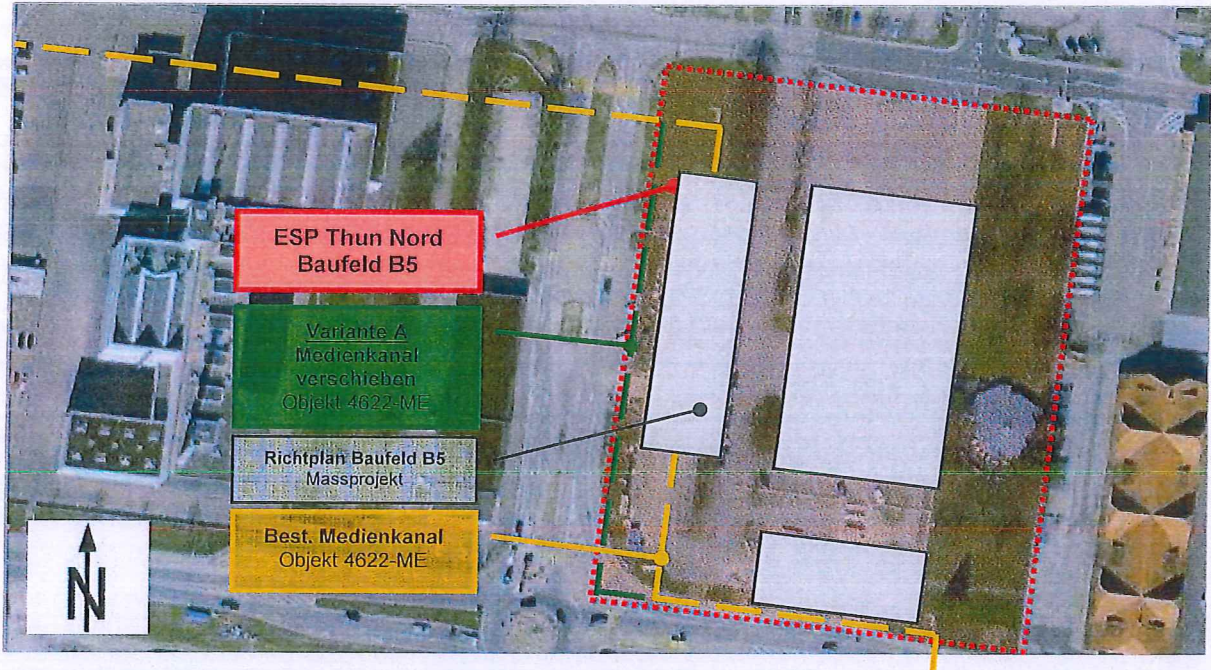 ESP Thun Nord
Baufeld B5
Variante A
Medienkanal
verschieben
Objekt 4622-ME
Richtplan Baufeld B5
Massprojekt
Best. Medienkanal
Objekt 4622-ME
N